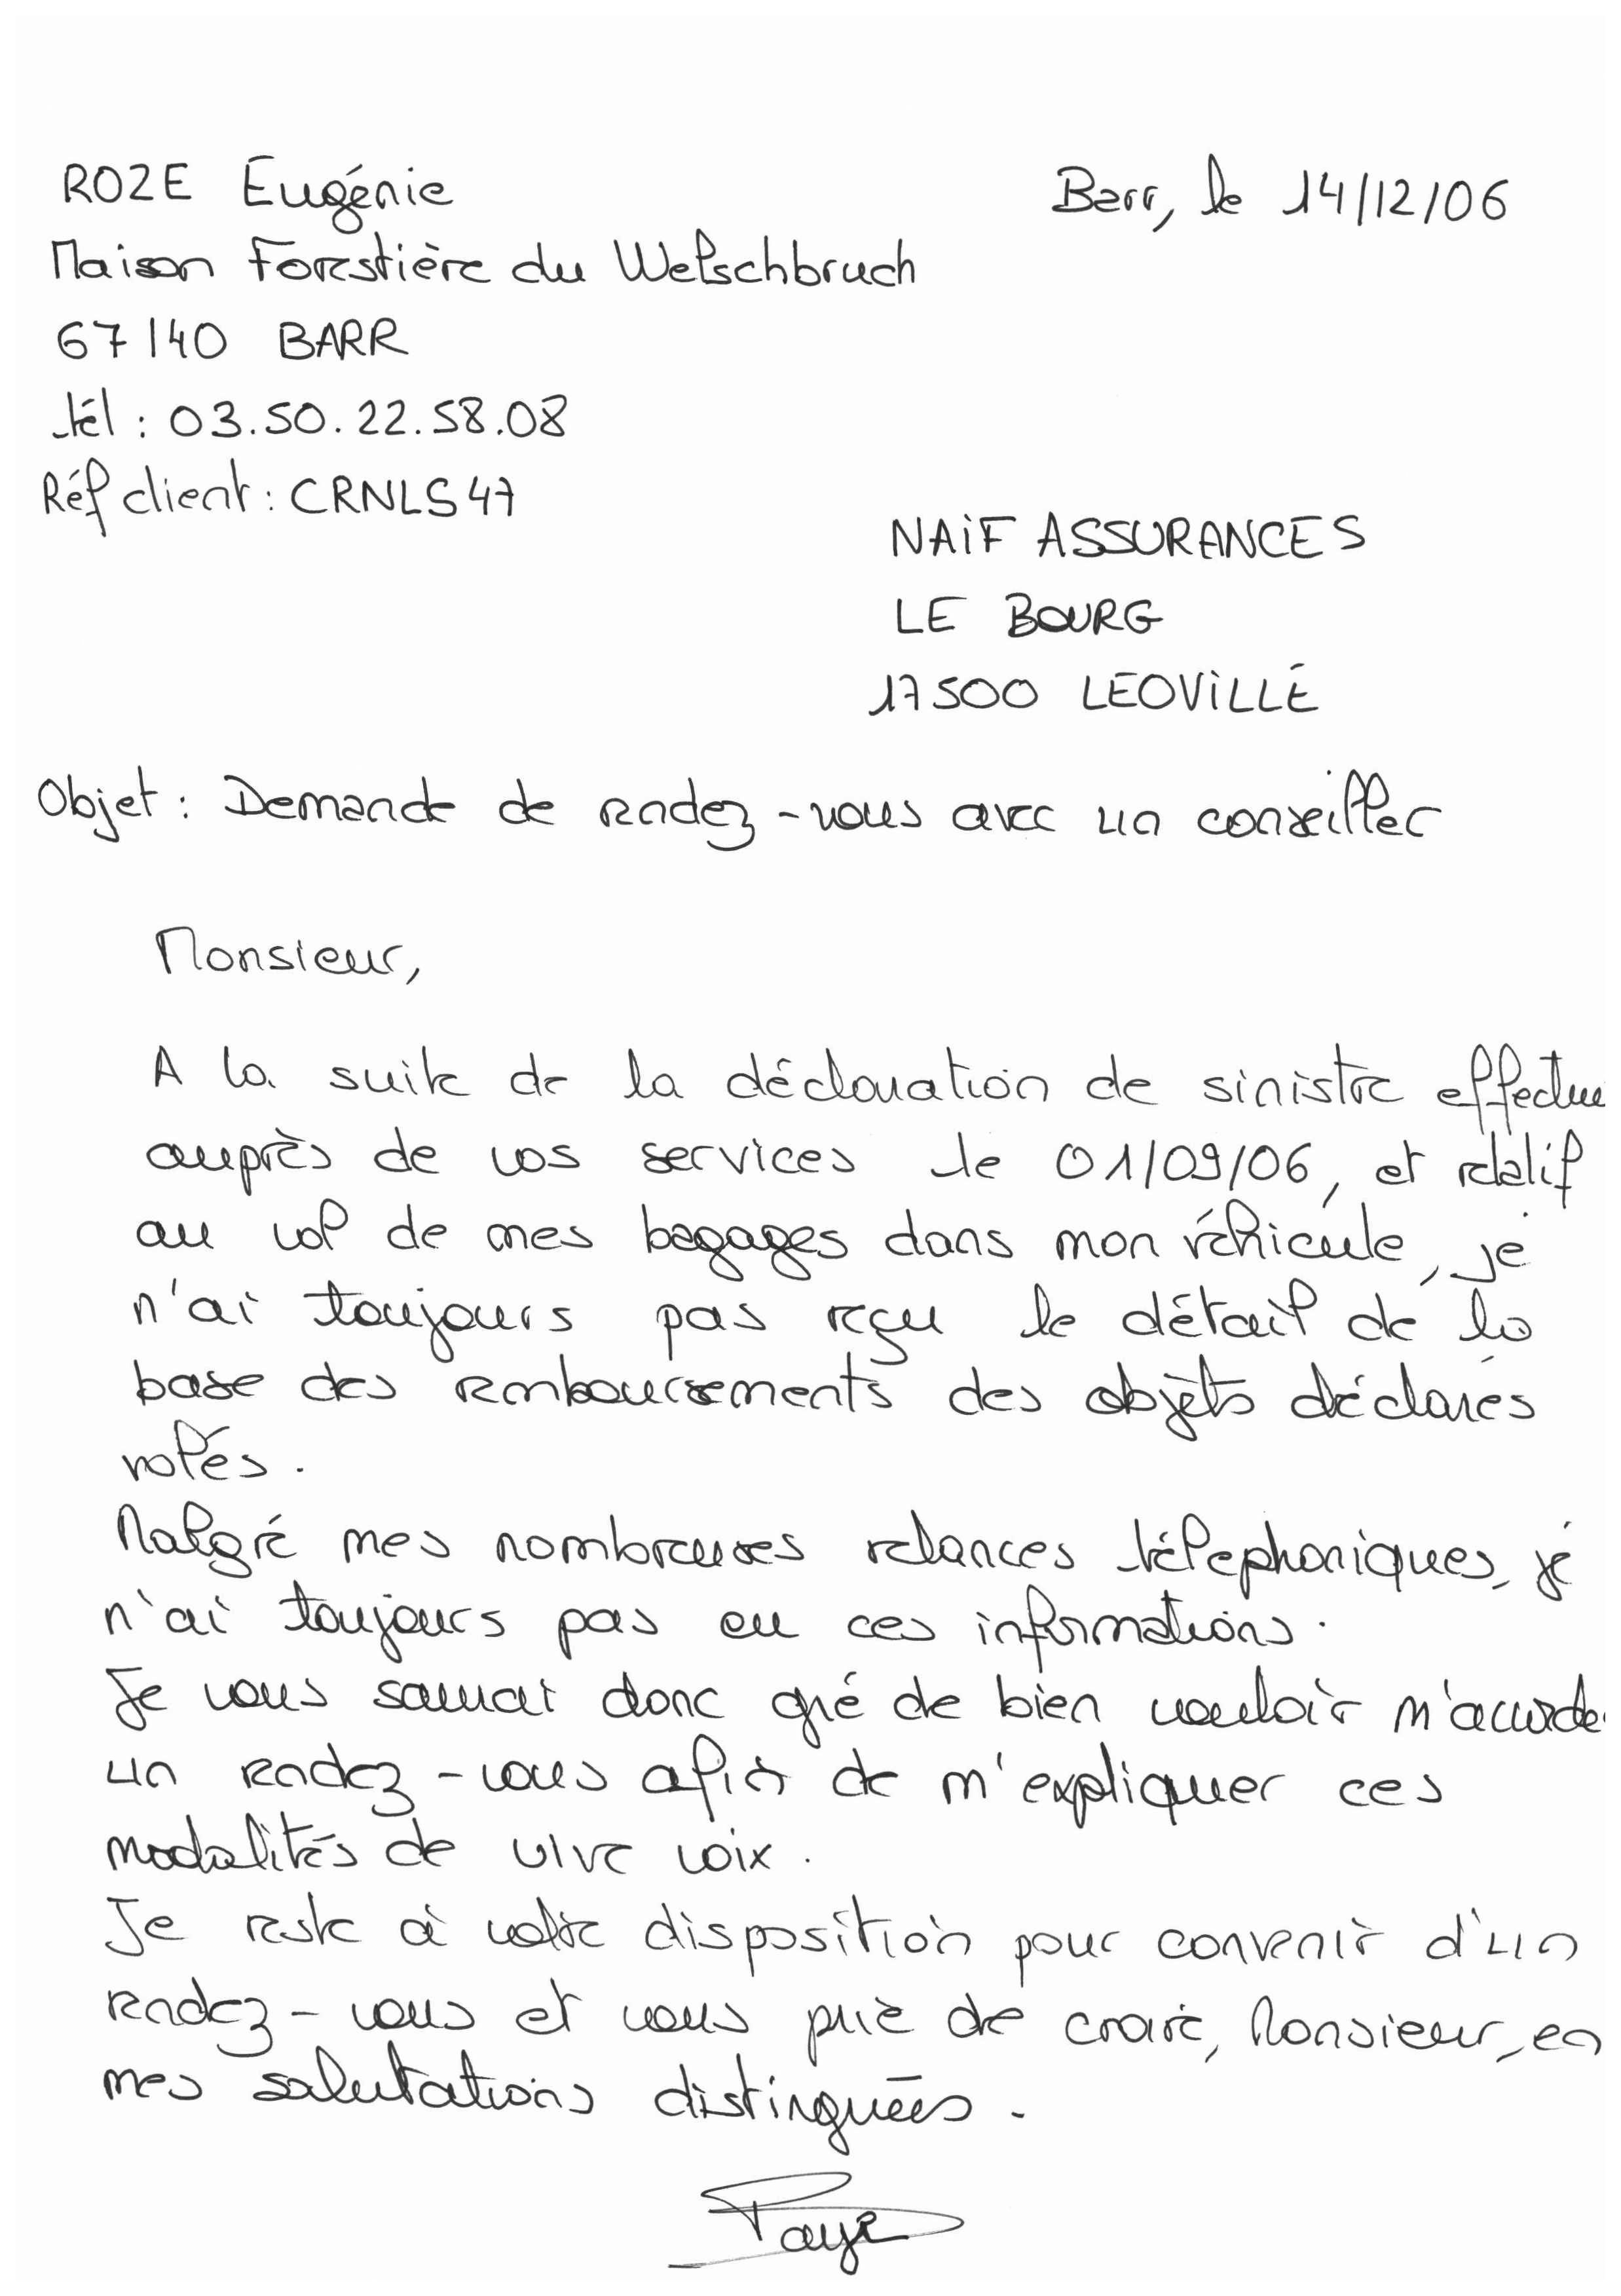 ROZE Eugénie
Barr, le 14/12/06
Maison Forestière du Welschbruch
67140 BARR
tél : 03.50.22.58.08
Réf client : CRNLS47
NAIF ASSURANCES
LE BOURG
17500 LEOVILLE
Objet : Demande de rendez-vous avec un conseiller
Monsieur,
A la suite de la déclaration de sinistre effectue
auprès de vos services le 01/09/06, et relatif
au vol de mes bagages dans mon véhicule, je
n'ai toujours pas reçu le détail de la
base des remboursements des objets déclarés
volés.
Malgré mes nombreuses relances téléphoniques, je
n'ai toujours pas eu ces informations.
Je vous saurai donc gré de bien vouloir m'accorde
un rendez-vous afin de m'expliquer ces
modalités de vive voix.
Je reste à votre disposition pour convenir d'un
rendez-vous et vous prie de croire, Monsieur, en
mes salutations distinguées.